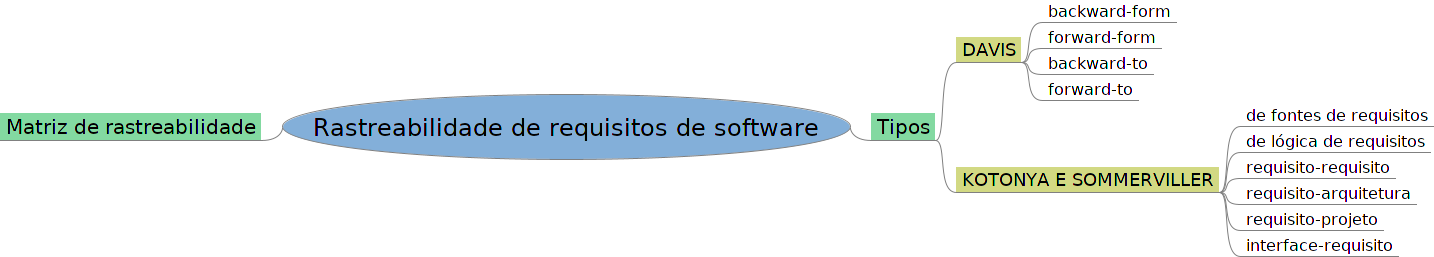 Matriz de rastreabilidade
Rastreabilidade de requisitos de software
Tipos
DAVIS
backward-form
forward-form
backward-to
forward-to
KOTONYA E SOMMERVILLER
de fontes de requisitos
de lógica de requisitos
requisito-requisito
requisito-arquitetura
requisito-projeto
interface-requisito